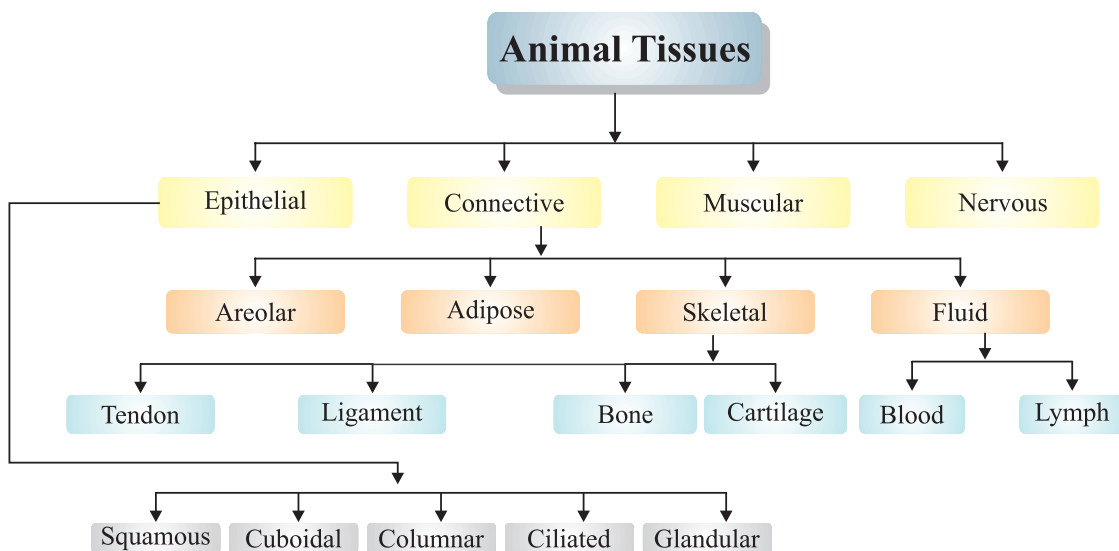 Animal Tissues
Epithelial
Connective
Muscular
Nervous
Areolar
Adipose
Skeletal
Fluid
Tendon
Ligament
Bone
Cartilage
Blood
Lymph
Squamous
Cuboidal
Columnar
Ciliated
Glandular